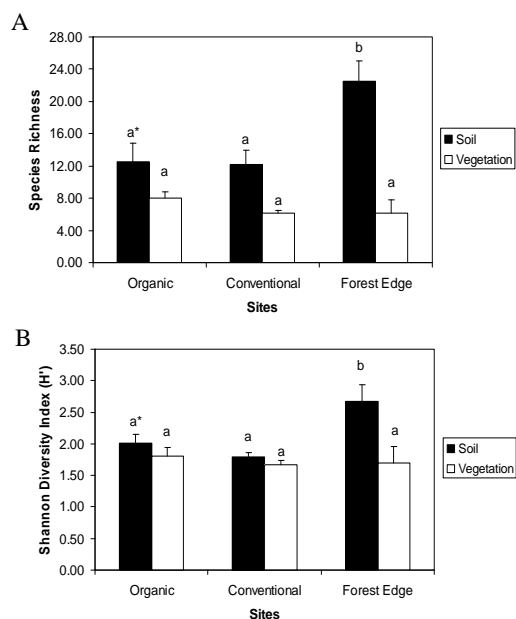 A
28.00
24.00
20.00
16.00
12.00
8.00
4.00
0.00
Species Richness
a*
a
a
a
b
a
Organic
Conventional
Forest Edge
Sites
Soil
Vegetation
B
3.50
3.00
2.50
2.00
1.50
1.00
0.50
0.00
Shannon Diversity Index (H')
a*
a
a
a
b
a
Organic
Conventional
Forest Edge
Sites
Soil
Vegetation